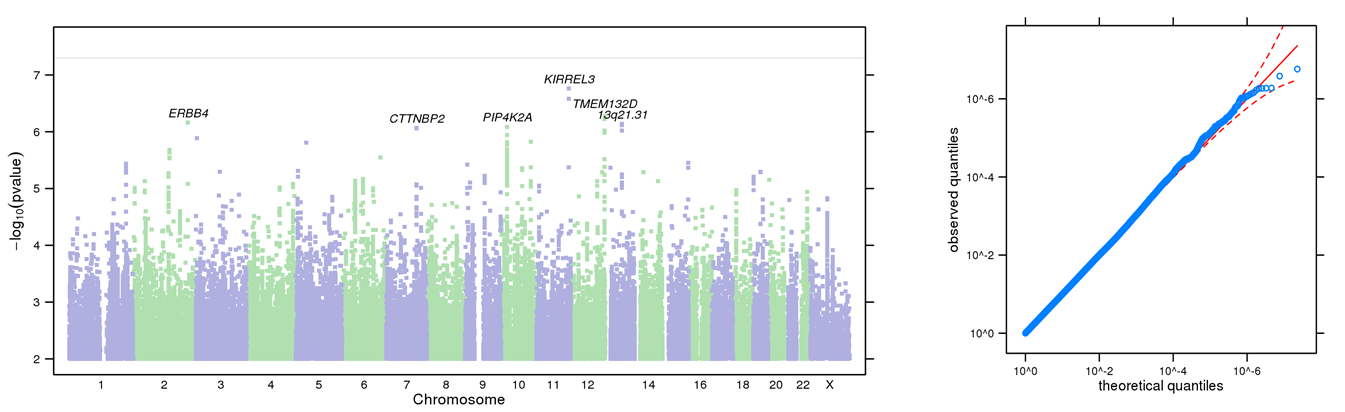 KIRREL3
TMEM132D
13q21.31
ERBB4
CTTNBP2
PIP4K2A
7
6
5
4
3
2
−log10(pvalue)
1 2 3 4 5 6 7 8 9 10 11 12 14 16 18 20 22 X
Chromosome
10^-6
10^-4
10^-2
10^0
observed quantiles
10^0 10^-2 10^-4 10^-6
theoretical quantiles